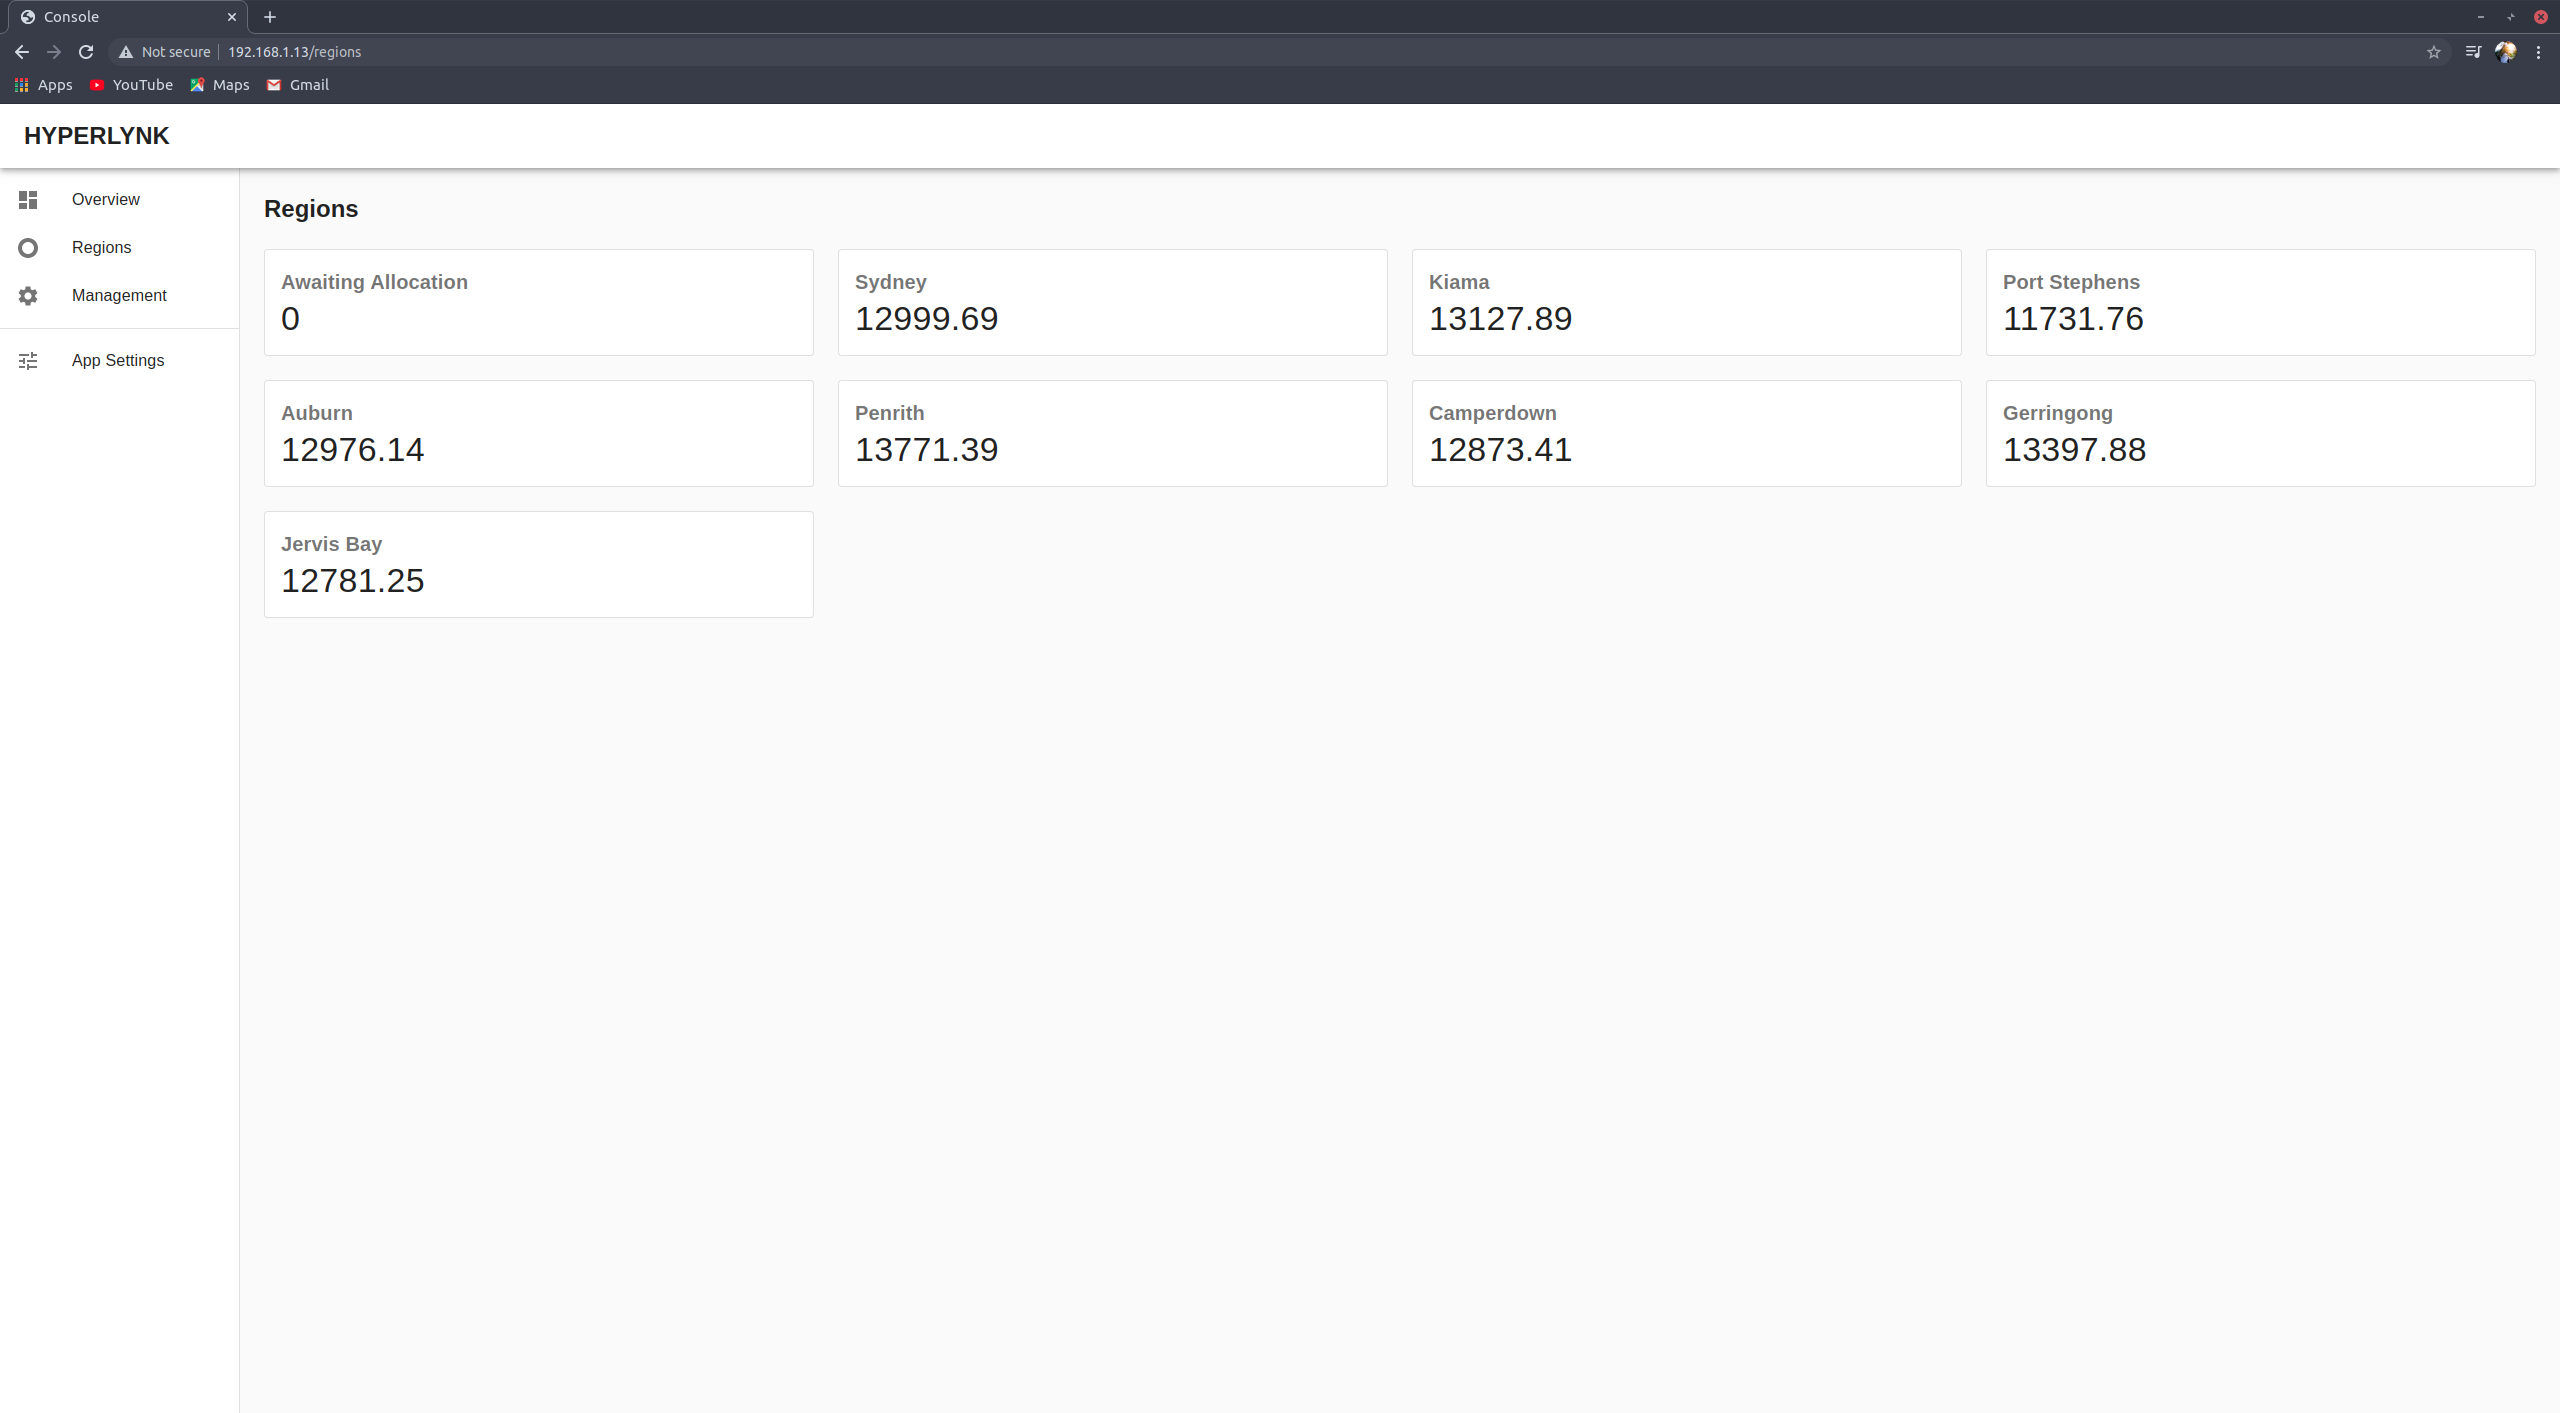 Console
Not secure 192.168.1.13/regions
Apps YouTube Maps Gmail
HYPERLYNK
Overview
Regions
Management
App Settings
Regions
Awaiting Allocation
0
Sydney
12999.69
Kiama
13127.89
Port Stephens
11731.76
Auburn
12976.14
Penrith
13771.39
Camperdown
12873.41
Gerringong
13397.88
Jervis Bay
12781.25